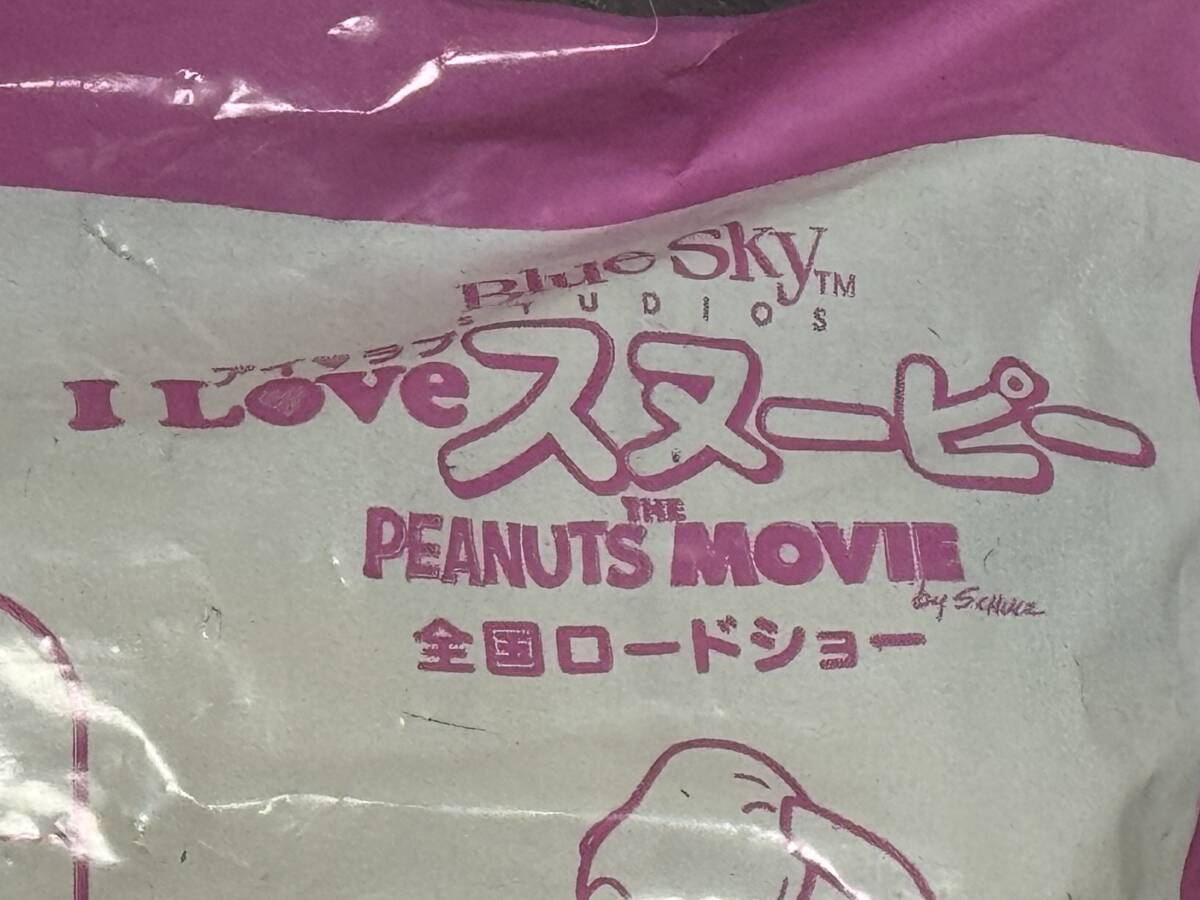 Blue Sky™
STUDIOS
アイ・ラブ
I Love スヌーピー
THE
PEANUTS MOVIE
by SCHULZ
全国ロードショー